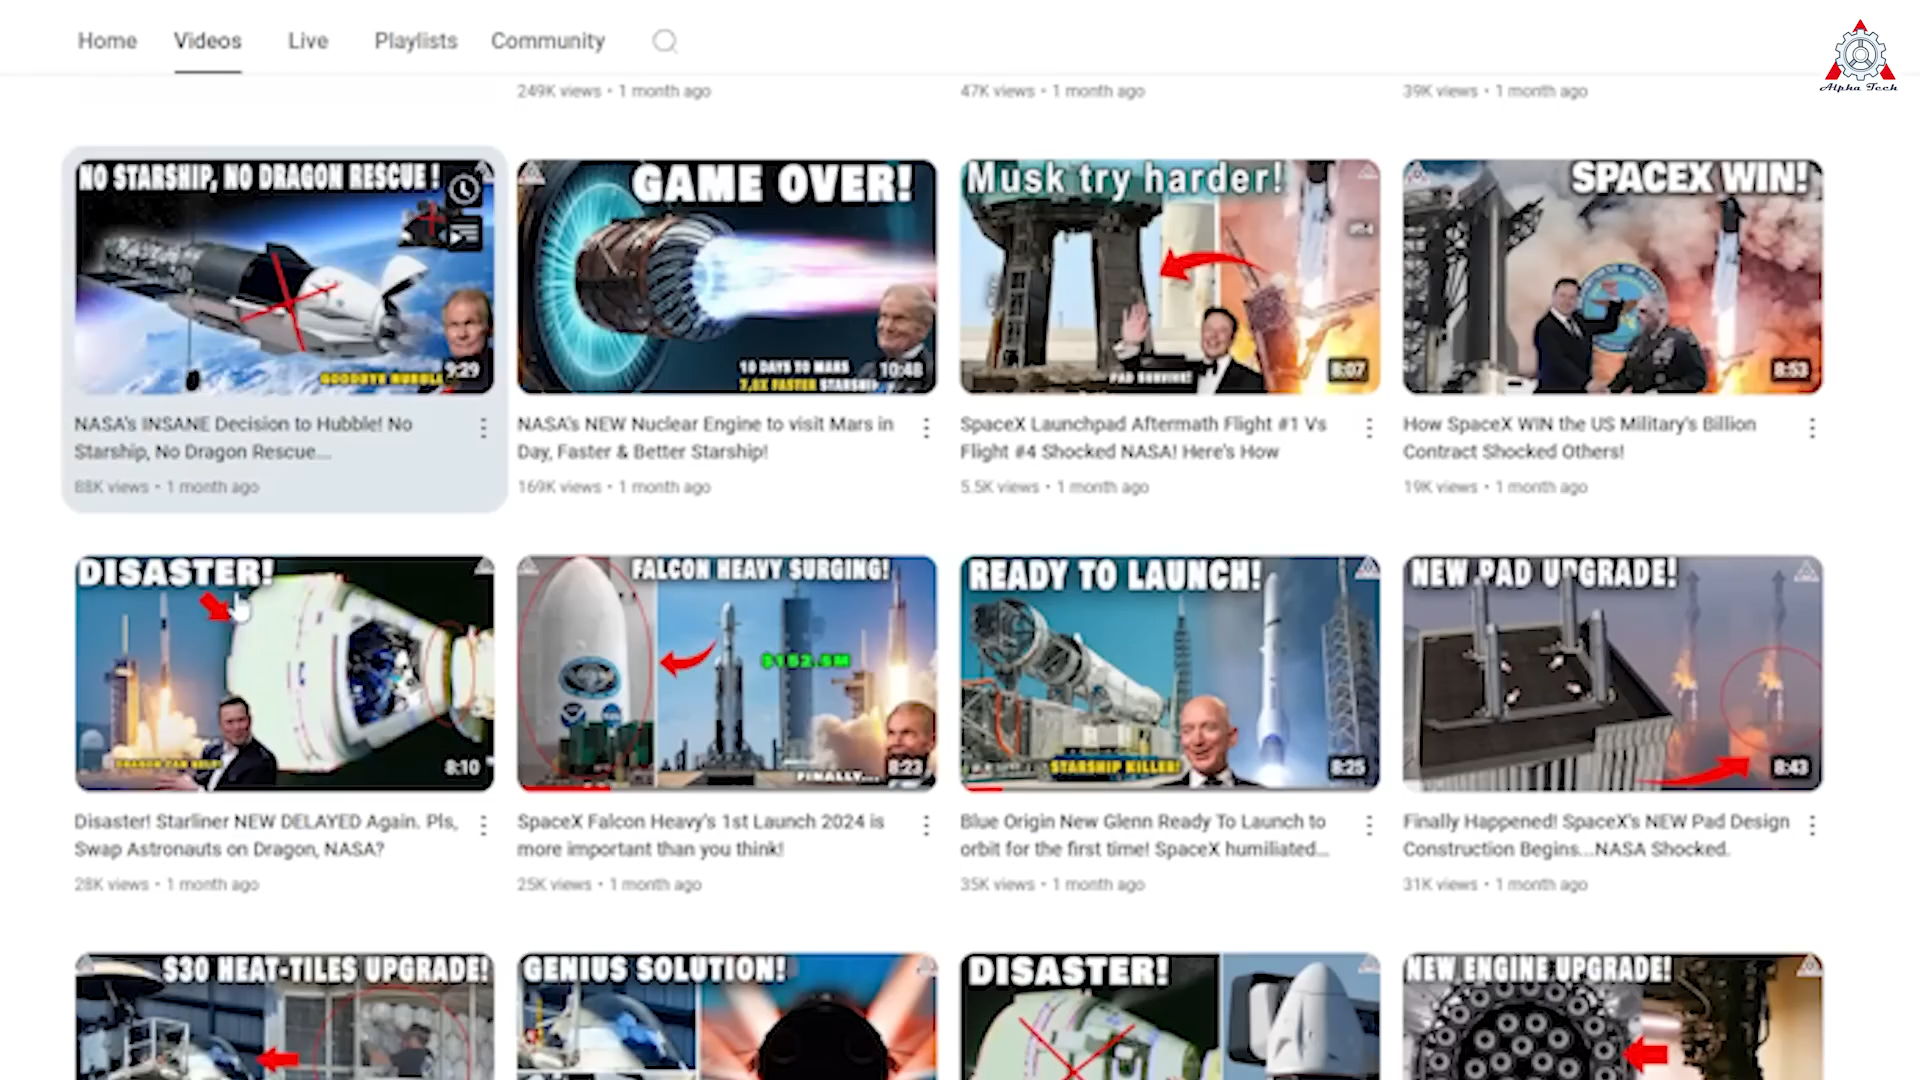 Home Videos Live Playlists Community
Alpha Tech
249K views • 1 month ago
47K views • 1 month ago
39K views • 1 month ago
NO STARSHIP, NO DRAGON RESCUE !
GOODBYE HUBBLE
9:29
NASA's INSANE Decision to Hubble! No
Starship, No Dragon Rescue...
88K views • 1 month ago
GAME OVER!
10 DAYS TO MARS
7,8X FASTER STARSHIP
10:48
NASA's NEW Nuclear Engine to visit Mars in
Day, Faster & Better Starship!
169K views • 1 month ago
Musk try harder!
8:07
SpaceX Launchpad Aftermath Flight #1 Vs
Flight #4 Shocked NASA! Here's How
5.5K views • 1 month ago
SPACEX WIN!
8:53
How SpaceX WIN the US Military's Billion
Contract Shocked Others!
19K views • 1 month ago
DISASTER!
DRAGON CAN HELP!
8:10
Disaster! Starliner NEW DELAYED Again. Pls,
Swap Astronauts on Dragon, NASA?
28K views • 1 month ago
FALCON HEAVY SURGING!
$152.5M
FINALLY...
8:23
SpaceX Falcon Heavy's 1st Launch 2024 is
more important than you think!
25K views • 1 month ago
READY TO LAUNCH!
STARSHIP KILLER!
8:25
Blue Origin New Glenn Ready To Launch to
orbit for the first time! SpaceX humiliated...
35K views • 1 month ago
NEW PAD UPGRADE!
8:43
Finally Happened! SpaceX's NEW Pad Design
Construction Begins...NASA Shocked.
31K views • 1 month ago
S30 HEAT-TILES UPGRADE!
GENIUS SOLUTION!
DISASTER!
NEW ENGINE UPGRADE!